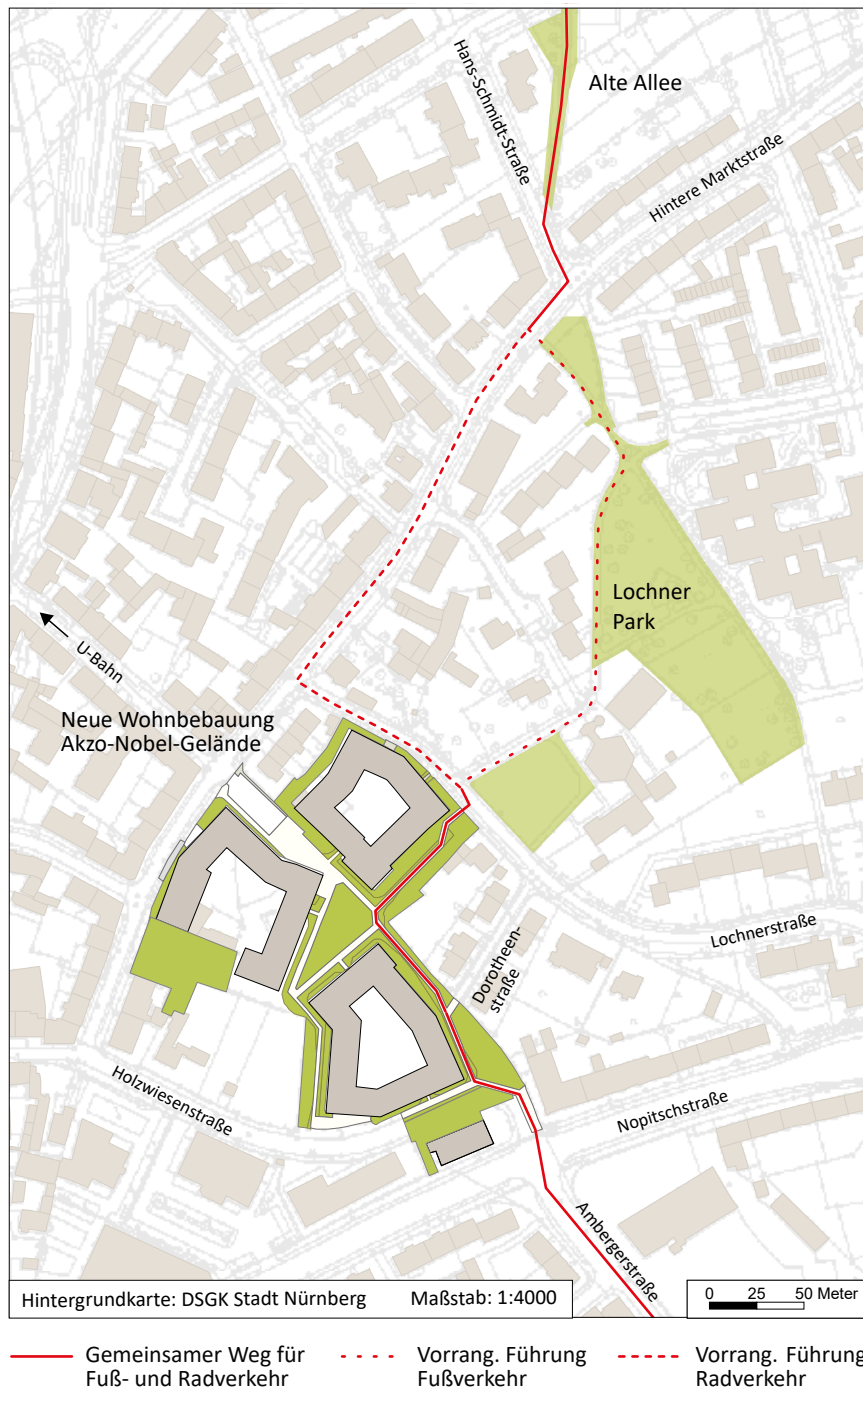 Hans-Schmidt-Straße
Alte Allee
Hintere Marktstraße
Lochner
Park
U-Bahn
Neue Wohnbebauung
Akzo-Nobel-Gelände
Lochnerstraße
Dorotheen-
straße
Holzwiesenstraße
Nopitschstraße
Ambergerstraße
Hintergrundkarte: DSGK Stadt Nürnberg Maßstab: 1:4000
0 25 50 Meter
Gemeinsamer Weg für
Fuß- und Radverkehr
Vorrang. Führung
Fußverkehr
Vorrang. Führung
Radverkehr